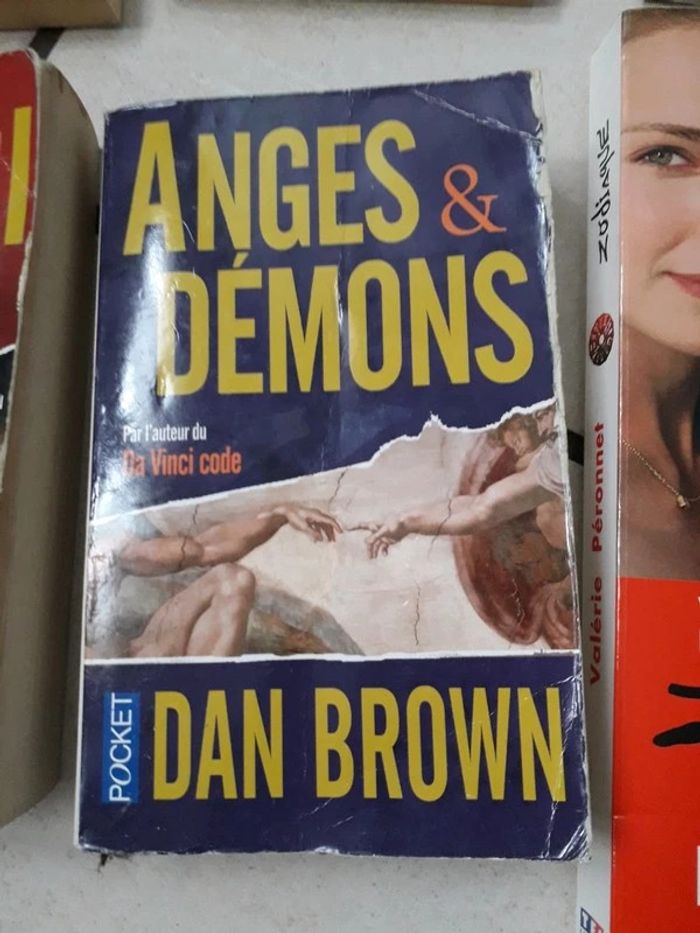 ANGES &
DÉMONS
Par l'auteur du
Da Vinci code
POCKET
DAN BROWN
Valérie Péronnet